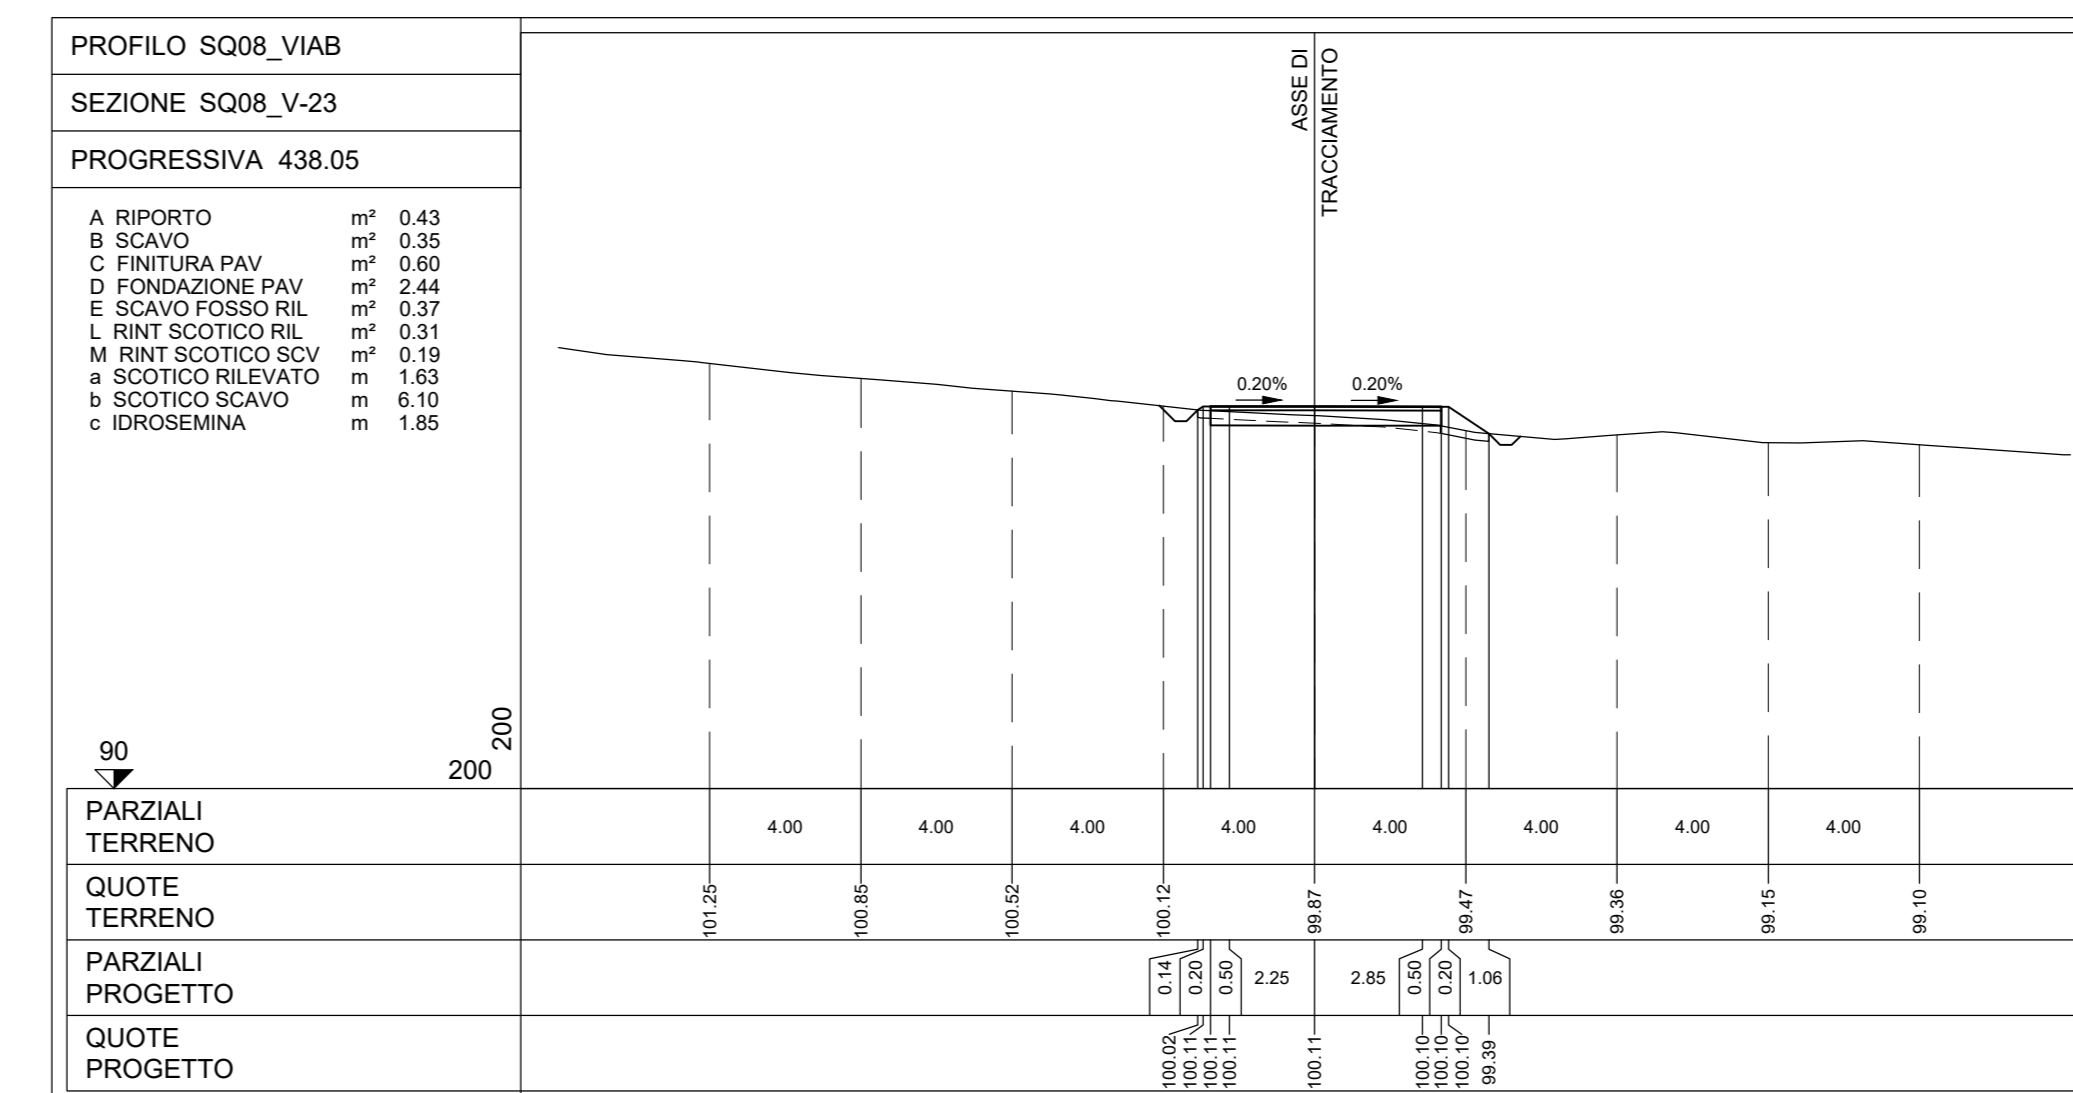 PROFILO SQ08_VIAB
SEZIONE SQ08_V-23
PROGRESSIVA 438.05
A RIPORTO m² 0.43
B SCAVO m² 0.35
C FINITURA PAV m² 0.60
D FONDAZIONE PAV m² 2.44
E SCAVO FOSSO RIL m² 0.37
L RINT SCOTICO RIL m² 0.31
M RINT SCOTICO SCV m² 0.19
a SCOTICO RILEVATO m 1.63
b SCOTICO SCAVO m 6.10
c IDROSEMINA m 1.85
ASSE DI
TRACCIAMENTO
0.20% 0.20%
90
200
200
PARZIALI
TERRENO
4.00 4.00 4.00 4.00 4.00 4.00 4.00 4.00
QUOTE
TERRENO
101.25 100.85 100.52 100.12 99.87 99.47 99.36 99.15 99.10
PARZIALI
PROGETTO
0.14 0.20 0.50 2.25 2.85 0.50 0.20 1.06
QUOTE
PROGETTO
100.02 100.11 100.11 100.11 100.11 100.10 100.10 100.10 99.39